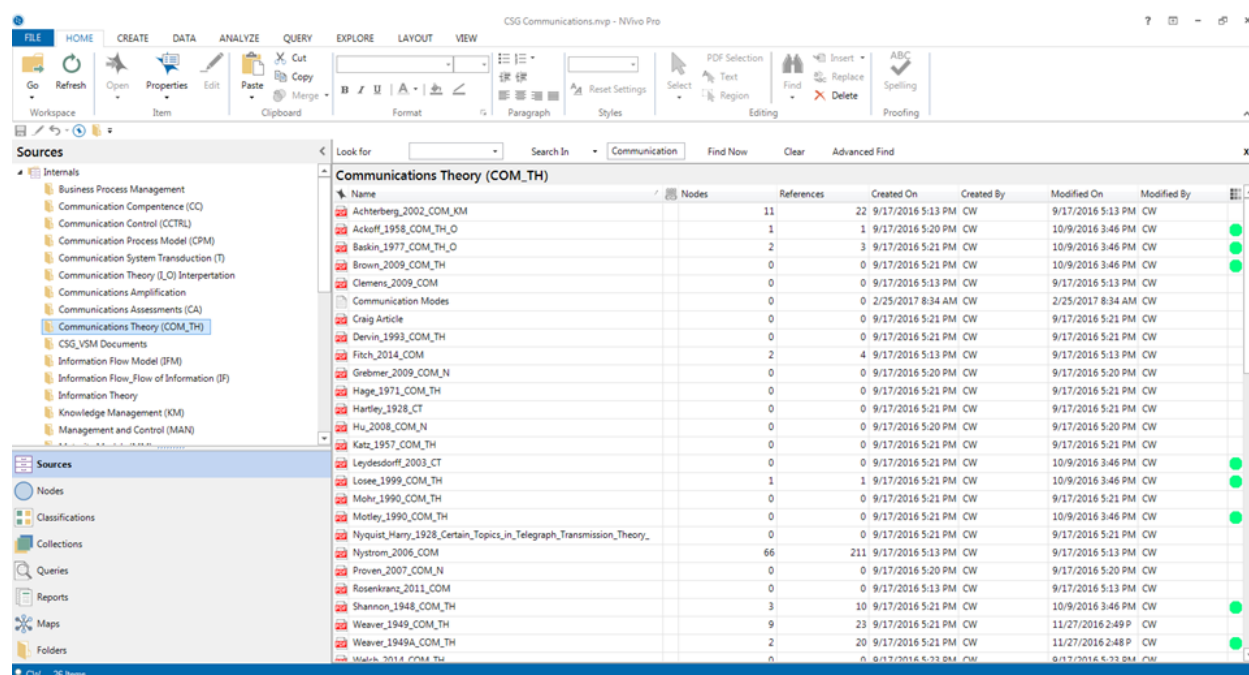 CSG Communications.nvp - NVivo Pro
?
FILE HOME CREATE DATA ANALYZE QUERY EXPLORE LAYOUT VIEW
Go Refresh Open Properties Edit Paste Cut Copy Merge
B I U A Reset Settings
Select PDF Selection Text Region Find Insert Replace Delete ABC Spelling
Workspace Item Clipboard Format Paragraph Styles Editing Proofing
Sources
Look for Search In Communication Find Now Clear Advanced Find X
Internals
Business Process Management
Communication Compentence (CC)
Communication Control (CCTRL)
Communication Process Model (CPM)
Communication System Transduction (T)
Communication Theory (I_O) Interpertation
Communications Amplification
Communications Assessments (CA)
Communications Theory (COM_TH)
CSG_VSM Documents
Information Flow Model (IFM)
Information Flow_Flow of Information (IF)
Information Theory
Knowledge Management (KM)
Management and Control (MAN)
Sources
Nodes
Classifications
Collections
Queries
Reports
Maps
Folders
Communications Theory (COM_TH)
Name Nodes References Created On Created By Modified On Modified By
Achterberg_2002_COM_KM 11 22 9/17/2016 5:13 PM CW 9/17/2016 5:13 PM CW
Ackoff_1958_COM_TH_O 1 1 9/17/2016 5:20 PM CW 10/9/2016 3:46 PM CW
Baskin_1977_COM_TH_O 2 3 9/17/2016 5:21 PM CW 10/9/2016 3:46 PM CW
Brown_2009_COM_TH 0 0 9/17/2016 5:21 PM CW 10/9/2016 3:46 PM CW
Clemens_2009_COM 0 0 9/17/2016 5:13 PM CW 9/17/2016 5:13 PM CW
Communication Modes 0 0 2/25/2017 8:34 AM CW 2/25/2017 8:34 AM CW
Craig Article 0 0 9/17/2016 5:21 PM CW 9/17/2016 5:21 PM CW
Dervin_1993_COM_TH 0 0 9/17/2016 5:21 PM CW 9/17/2016 5:21 PM CW
Fitch_2014_COM 2 4 9/17/2016 5:13 PM CW 9/17/2016 5:13 PM CW
Grebmer_2009_COM_N 0 0 9/17/2016 5:20 PM CW 9/17/2016 5:20 PM CW
Hage_1971_COM_TH 0 0 9/17/2016 5:21 PM CW 9/17/2016 5:21 PM CW
Hartley_1928_CT 0 0 9/17/2016 5:21 PM CW 9/17/2016 5:21 PM CW
Hu_2008_COM_N 0 0 9/17/2016 5:20 PM CW 9/17/2016 5:20 PM CW
Katz_1957_COM_TH 0 0 9/17/2016 5:21 PM CW 9/17/2016 5:21 PM CW
Leydesdorff_2003_CT 0 0 9/17/2016 5:21 PM CW 10/9/2016 3:46 PM CW
Losee_1999_COM_TH 1 1 9/17/2016 5:21 PM CW 10/9/2016 3:46 PM CW
Mohr_1990_COM_TH 0 0 9/17/2016 5:21 PM CW 9/17/2016 5:21 PM CW
Motley_1990_COM_TH 0 0 9/17/2016 5:21 PM CW 10/9/2016 3:46 PM CW
Nyquist_Harry_1928_Certain_Topics_in_Telegraph_Transmission_Theory_ 0 0 9/17/2016 5:21 PM CW 9/17/2016 5:21 PM CW
Nystrom_2006_COM 66 211 9/17/2016 5:13 PM CW 9/17/2016 5:13 PM CW
Proven_2007_COM_N 0 0 9/17/2016 5:20 PM CW 9/17/2016 5:20 PM CW
Rosenkranz_2011_COM 0 0 9/17/2016 5:13 PM CW 9/17/2016 5:13 PM CW
Shannon_1948_COM_TH 3 10 9/17/2016 5:21 PM CW 10/9/2016 3:46 PM CW
Weaver_1949_COM_TH 9 23 9/17/2016 5:21 PM CW 11/27/2016 2:49 P CW
Weaver_1949A_COM_TH 2 20 9/17/2016 5:21 PM CW 11/27/2016 2:48 P CW
Welch_2014_COM_TH 0 0 9/17/2016 5:23 PM CW 9/17/2016 5:23 PM CW
CW 26 Items